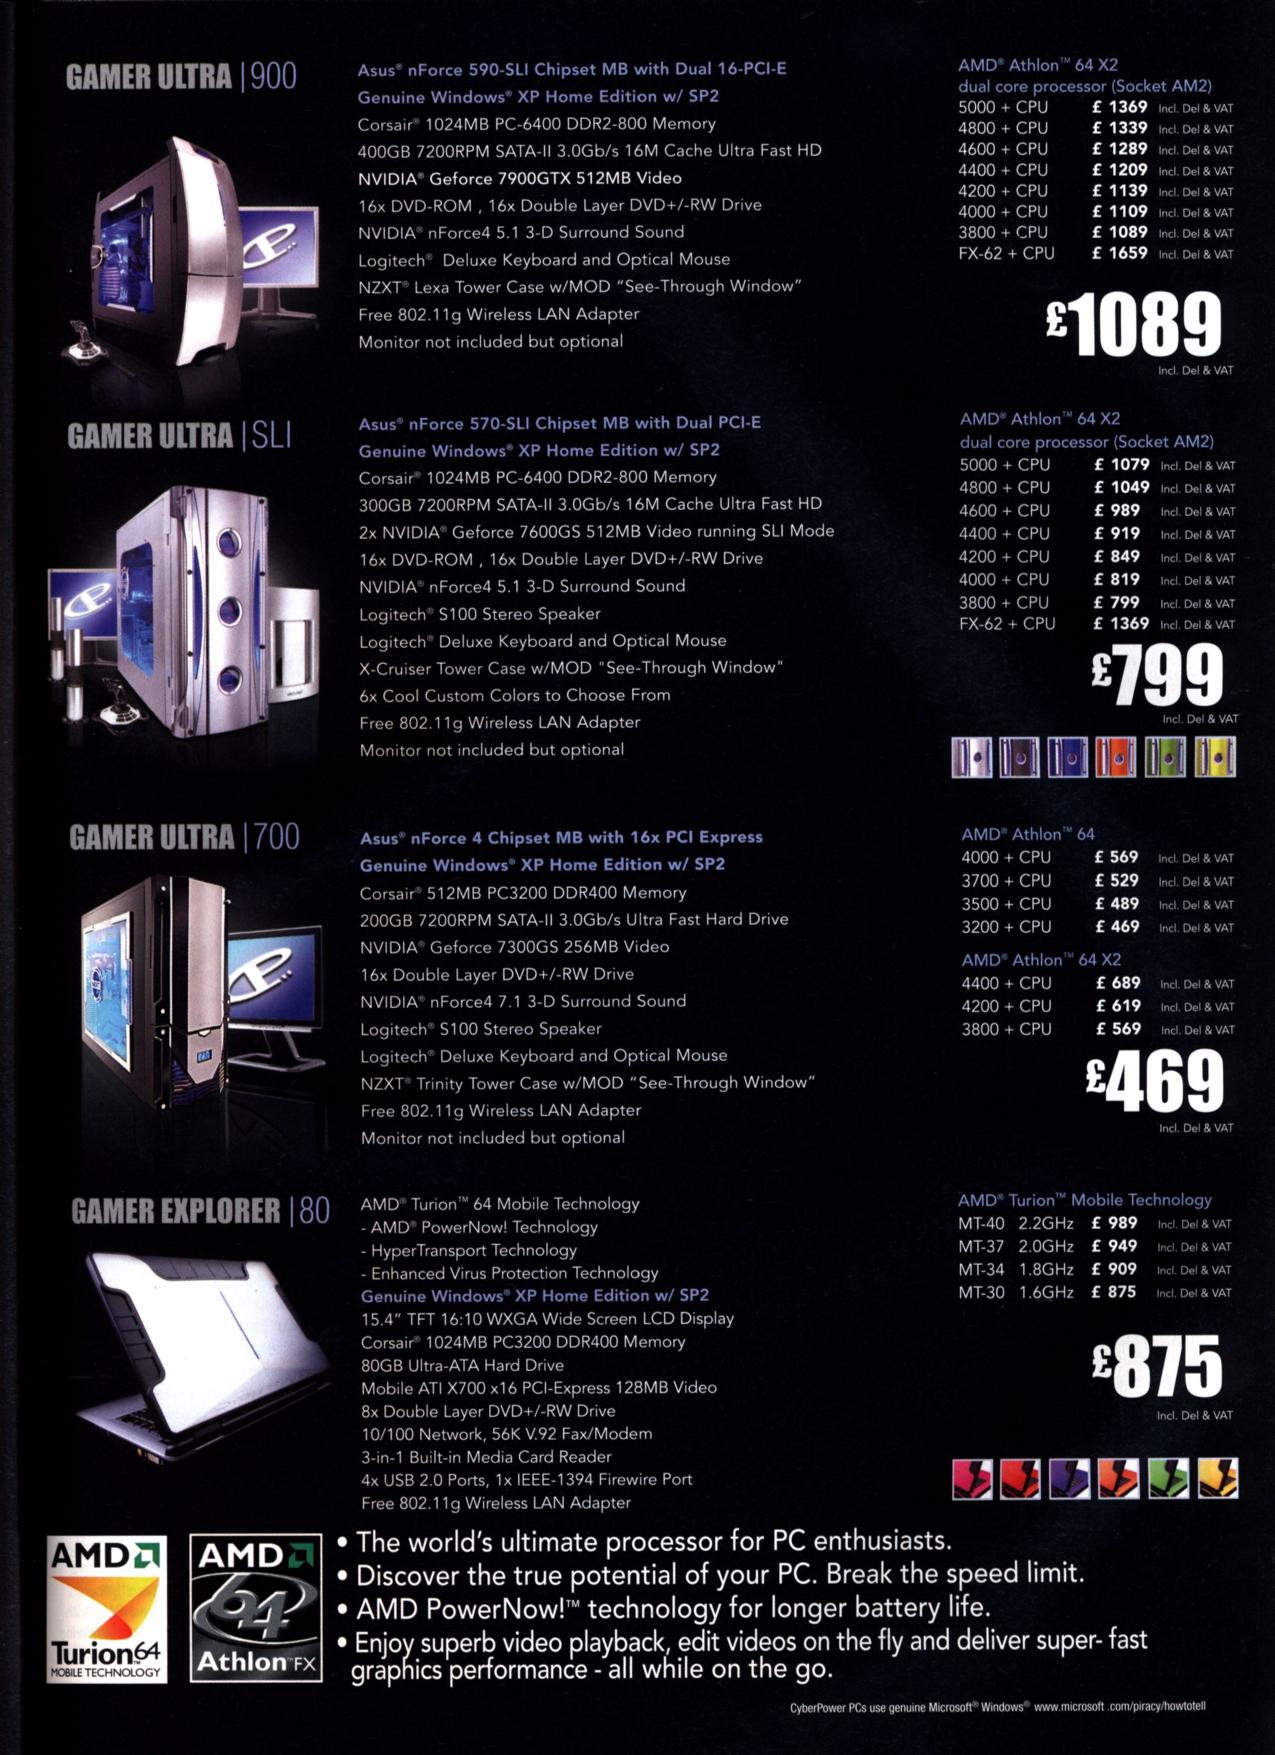 GAMER ULTRA | 900
Asus® nForce 590-SLI Chipset MB with Dual 16-PCI-E
Genuine Windows® XP Home Edition w/ SP2
Corsair® 1024MB PC-6400 DDR2-800 Memory
400GB 7200RPM SATA-II 3.0Gb/s 16M Cache Ultra Fast HD
NVIDIA® Geforce 7900GTX 512MB Video
16x DVD-ROM , 16x Double Layer DVD+/-RW Drive
NVIDIA® nForce4 5.1 3-D Surround Sound
Logitech® Deluxe Keyboard and Optical Mouse
NZXT® Lexa Tower Case w/MOD “See-Through Window”
Free 802.11g Wireless LAN Adapter
Monitor not included but optional
AMD® Athlon™ 64 X2
dual core processor (Socket AM2)
5000 + CPU £ 1369 Incl. Del & VAT
4800 + CPU £ 1339 Incl. Del & VAT
4600 + CPU £ 1289 Incl. Del & VAT
4400 + CPU £ 1209 Incl. Del & VAT
4200 + CPU £ 1139 Incl. Del & VAT
4000 + CPU £ 1109 Incl. Del & VAT
3800 + CPU £ 1089 Incl. Del & VAT
FX-62 + CPU £ 1659 Incl. Del & VAT
£1089
Incl. Del & VAT
GAMER ULTRA | SLI
Asus® nForce 570-SLI Chipset MB with Dual PCI-E
Genuine Windows® XP Home Edition w/ SP2
Corsair® 1024MB PC-6400 DDR2-800 Memory
300GB 7200RPM SATA-II 3.0Gb/s 16M Cache Ultra Fast HD
2x NVIDIA® Geforce 7600GS 512MB Video running SLI Mode
16x DVD-ROM , 16x Double Layer DVD+/-RW Drive
NVIDIA® nForce4 5.1 3-D Surround Sound
Logitech® S100 Stereo Speaker
Logitech® Deluxe Keyboard and Optical Mouse
X-Cruiser Tower Case w/MOD "See-Through Window"
6x Cool Custom Colors to Choose From
Free 802.11g Wireless LAN Adapter
Monitor not included but optional
AMD® Athlon™ 64 X2
dual core processor (Socket AM2)
5000 + CPU £ 1079 Incl. Del & VAT
4800 + CPU £ 1049 Incl. Del & VAT
4600 + CPU £ 989 Incl. Del & VAT
4400 + CPU £ 919 Incl. Del & VAT
4200 + CPU £ 849 Incl. Del & VAT
4000 + CPU £ 819 Incl. Del & VAT
3800 + CPU £ 799 Incl. Del & VAT
FX-62 + CPU £ 1369 Incl. Del & VAT
£799
Incl. Del & VAT
GAMER ULTRA | 700
Asus® nForce 4 Chipset MB with 16x PCI Express
Genuine Windows® XP Home Edition w/ SP2
Corsair® 512MB PC3200 DDR400 Memory
200GB 7200RPM SATA-II 3.0Gb/s Ultra Fast Hard Drive
NVIDIA® Geforce 7300GS 256MB Video
16x Double Layer DVD+/-RW Drive
NVIDIA® nForce4 7.1 3-D Surround Sound
Logitech® S100 Stereo Speaker
Logitech® Deluxe Keyboard and Optical Mouse
NZXT® Trinity Tower Case w/MOD “See-Through Window”
Free 802.11g Wireless LAN Adapter
Monitor not included but optional
AMD® Athlon™ 64
4000 + CPU £ 569 Incl. Del & VAT
3700 + CPU £ 529 Incl. Del & VAT
3500 + CPU £ 489 Incl. Del & VAT
3200 + CPU £ 469 Incl. Del & VAT
AMD® Athlon™ 64 X2
4400 + CPU £ 689 Incl. Del & VAT
4200 + CPU £ 619 Incl. Del & VAT
3800 + CPU £ 569 Incl. Del & VAT
£469
Incl. Del & VAT
GAMER EXPLORER | 80
AMD® Turion™ 64 Mobile Technology
- AMD® PowerNow! Technology
- HyperTransport Technology
- Enhanced Virus Protection Technology
Genuine Windows® XP Home Edition w/ SP2
15.4” TFT 16:10 WXGA Wide Screen LCD Display
Corsair® 1024MB PC3200 DDR400 Memory
80GB Ultra-ATA Hard Drive
Mobile ATI X700 x16 PCI-Express 128MB Video
8x Double Layer DVD+/-RW Drive
10/100 Network, 56K V.92 Fax/Modem
3-in-1 Built-in Media Card Reader
4x USB 2.0 Ports, 1x IEEE-1394 Firewire Port
Free 802.11g Wireless LAN Adapter
AMD® Turion™ Mobile Technology
MT-40 2.2GHz £ 989 Incl. Del & VAT
MT-37 2.0GHz £ 949 Incl. Del & VAT
MT-34 1.8GHz £ 909 Incl. Del & VAT
MT-30 1.6GHz £ 875 Incl. Del & VAT
£875
Incl. Del & VAT
AMD
Turion 64
MOBILE TECHNOLOGY
AMD
64
Athlon™ FX
• The world's ultimate processor for PC enthusiasts.
• Discover the true potential of your PC. Break the speed limit.
• AMD PowerNow!™ technology for longer battery life.
• Enjoy superb video playback, edit videos on the fly and deliver super- fast
graphics performance - all while on the go.
CyberPower PCs use genuine Microsoft® Windows® www.microsoft .com/piracy/howtotell